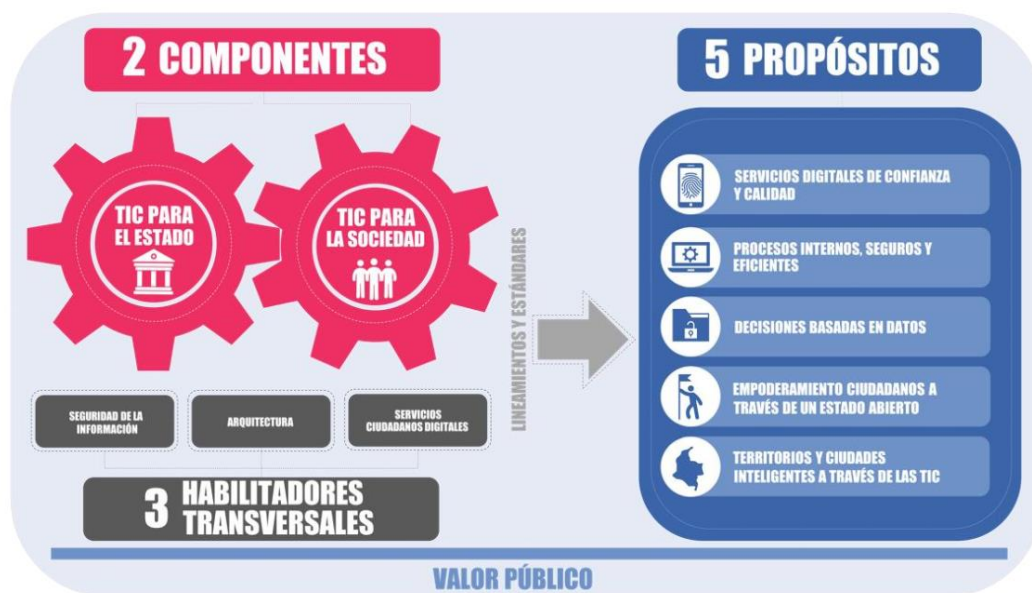 2 COMPONENTES
TIC PARA
EL ESTADO
TIC PARA
LA SOCIEDAD
SEGURIDAD DE LA
INFORMACIÓN
ARQUITECTURA
SERVICIOS
CIUDADANOS DIGITALES
3 HABILITADORES
TRANSVERSALES
LINEAMIENTOS Y ESTÁNDARES
5 PROPÓSITOS
SERVICIOS DIGITALES DE CONFIANZA
Y CALIDAD
PROCESOS INTERNOS, SEGUROS Y
EFICIENTES
DECISIONES BASADAS EN DATOS
EMPODERAMIENTO CIUDADANOS A
TRAVÉS DE UN ESTADO ABIERTO
TERRITORIOS Y CIUDADES
INTELIGENTES A TRAVÉS DE LAS TIC
VALOR PÚBLICO